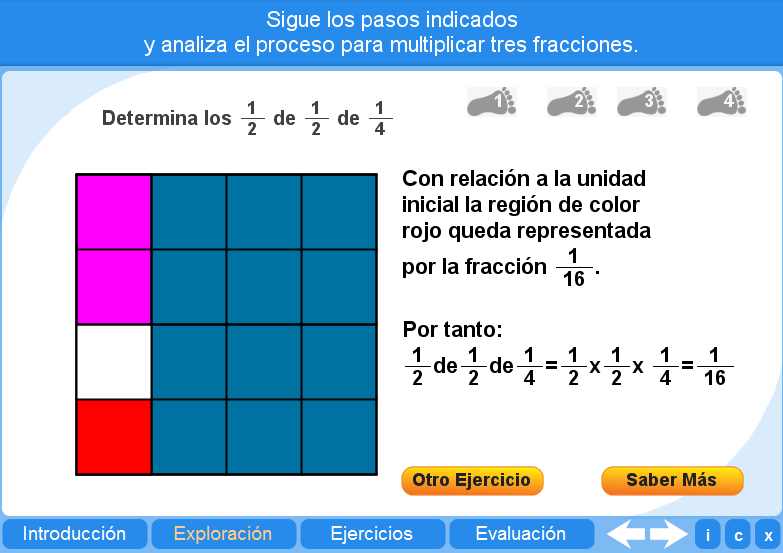 Sigue los pasos indicados
y analiza el proceso para multiplicar tres fracciones.
1 2 3 4
Determina los 1/2 de 1/2 de 1/4
Con relación a la unidad
inicial la región de color
rojo queda representada
por la fracción 1/16.
Por tanto:
1/2 de 1/2 de 1/4 = 1/2 x 1/2 x 1/4 = 1/16
Otro Ejercicio Saber Más
Introducción Exploración Ejercicios Evaluación i c x